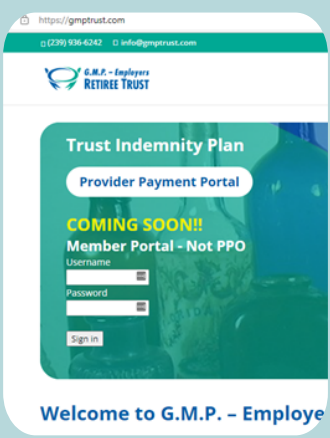 https://gmptrust.com
(239) 936-6242 info@gmptrust.com
G.M.P. – Employers
RETIREE TRUST
Trust Indemnity Plan
Provider Payment Portal
COMING SOON!!
Member Portal - Not PPO
Username
Password
Sign in
Welcome to G.M.P. – Employe